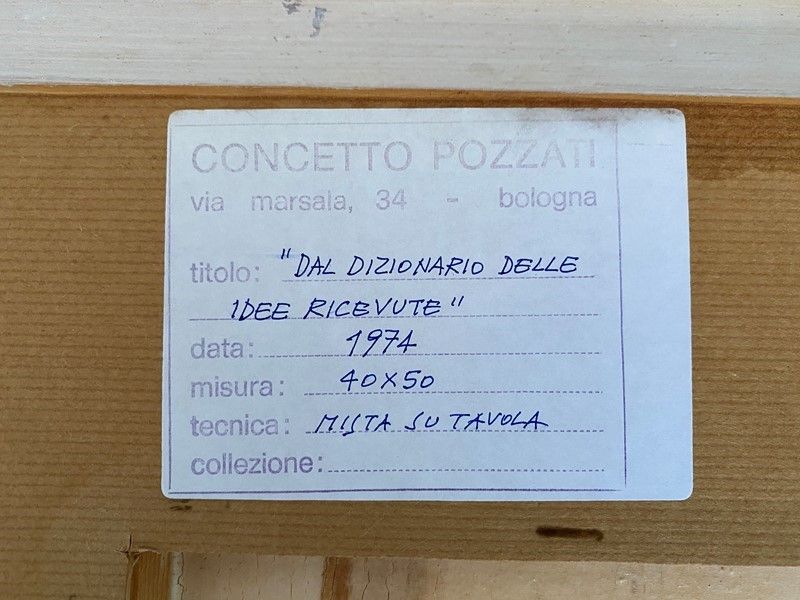 CONCETTO POZZATI
via marsala, 34 - bologna
titolo: "DAL DIZIONARIO DELLE
IDEE RICEVUTE"
data: 1974
misura: 40X50
tecnica: MISTA SU TAVOLA
collezione: